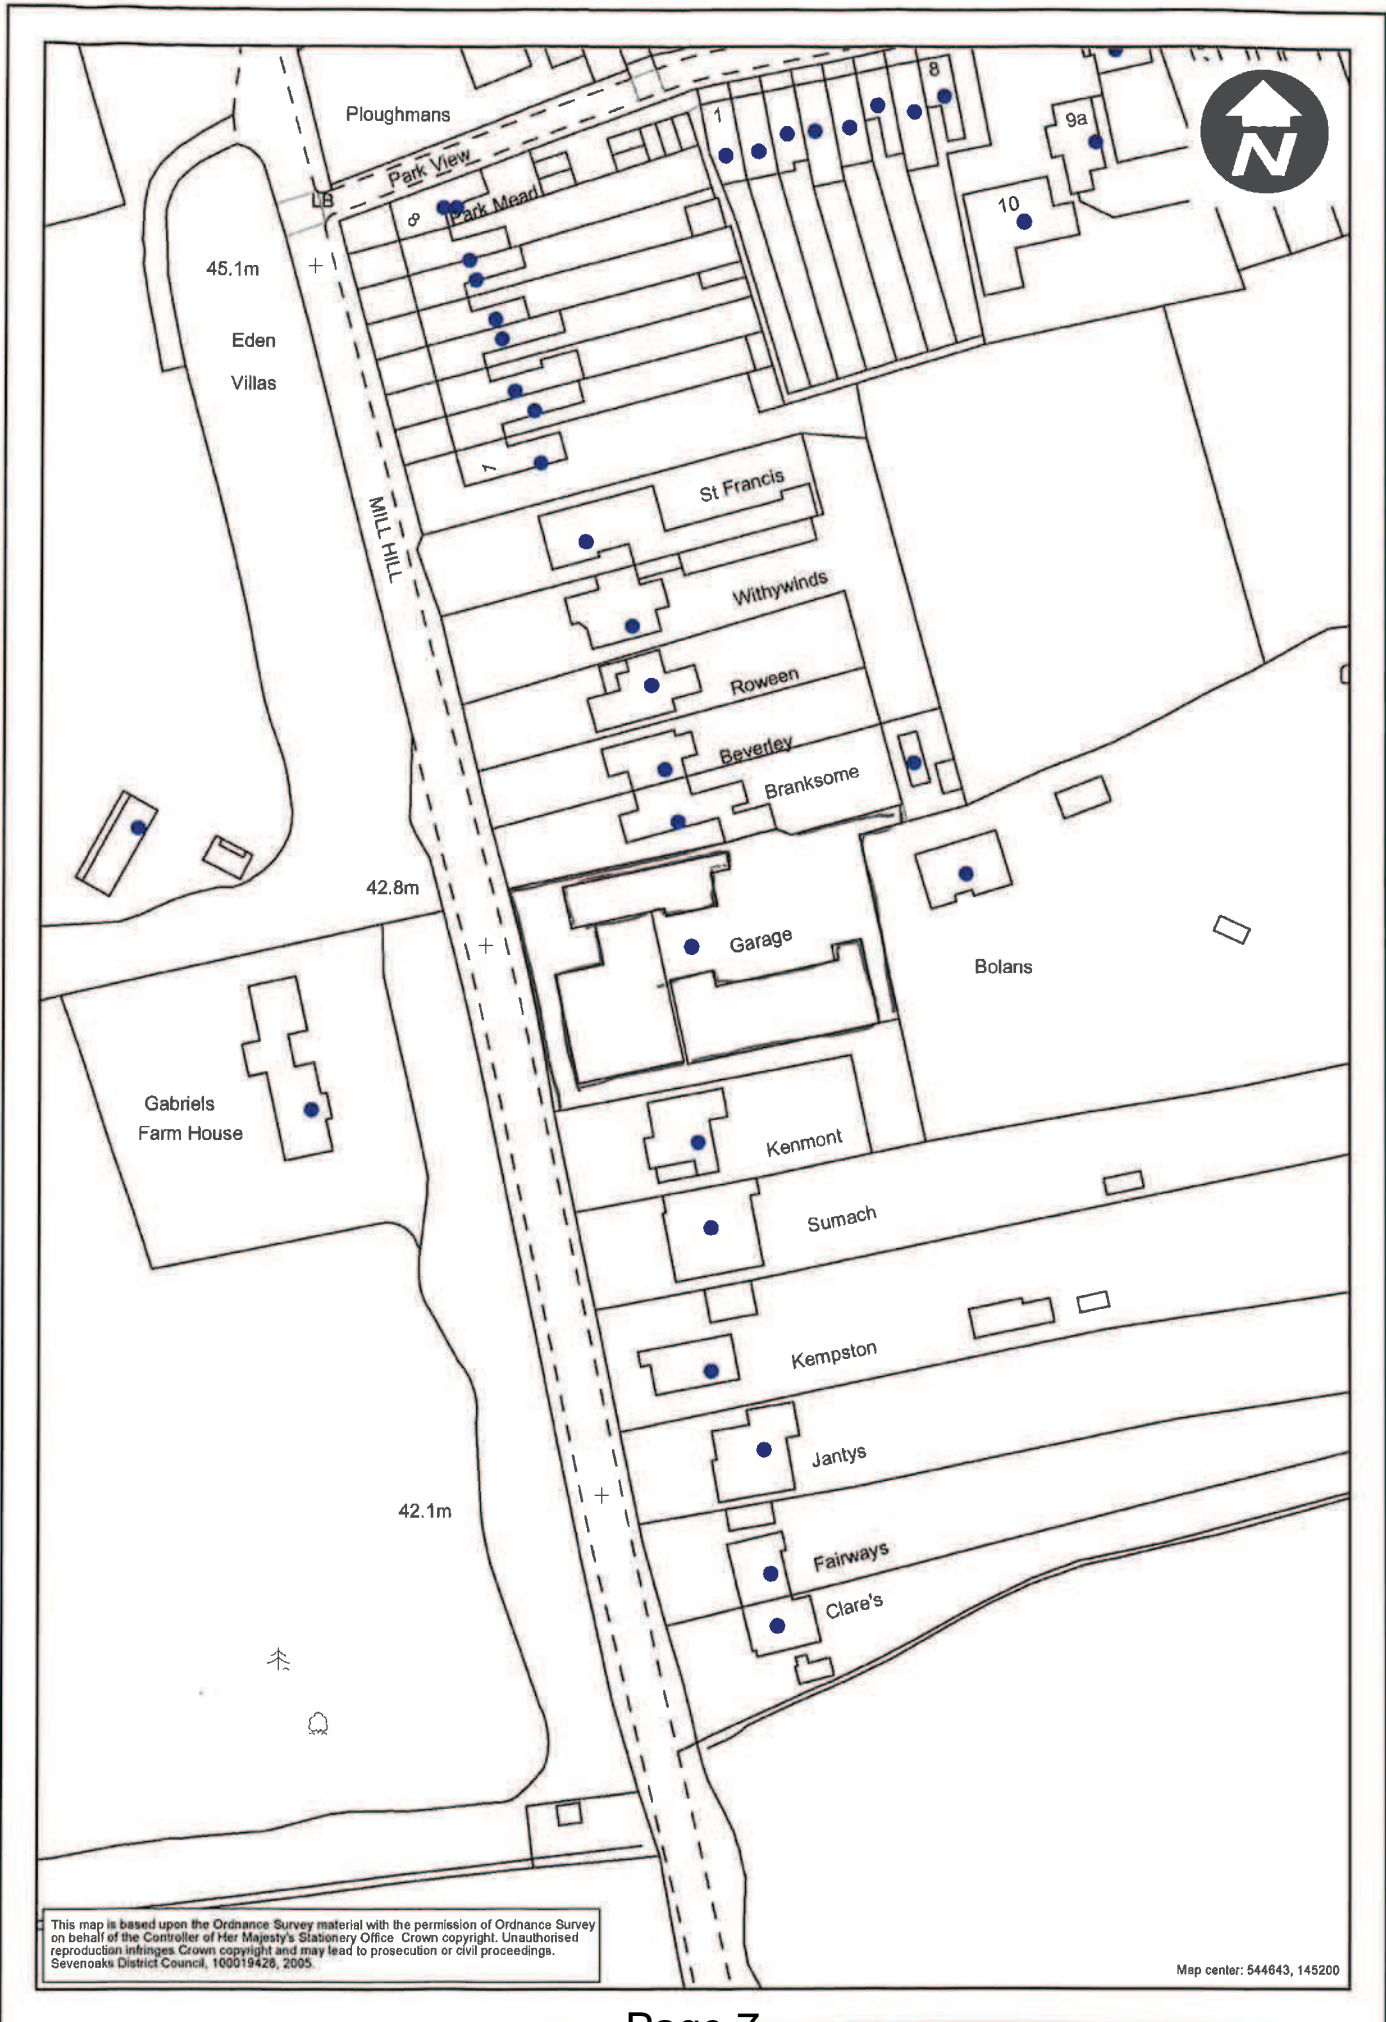 Ploughmans
1
8
9a
N
Park View
LB
8
Park Mead
10
45.1m
Eden
Villas
1
St Francis
MILL HILL
Withywinds
Roween
Beverley
Branksome
42.8m
Garage
Bolans
Gabriels
Farm House
Kenmont
Sumach
Kempston
Jantys
42.1m
Fairways
Clare's
This map is based upon the Ordnance Survey material with the permission of Ordnance Survey
on behalf of the Controller of Her Majesty's Stationery Office Crown copyright. Unauthorised
reproduction infringes Crown copyright and may lead to prosecution or civil proceedings.
Sevenoaks District Council, 100019428, 2005.
Map center: 544643, 145200
Page 7